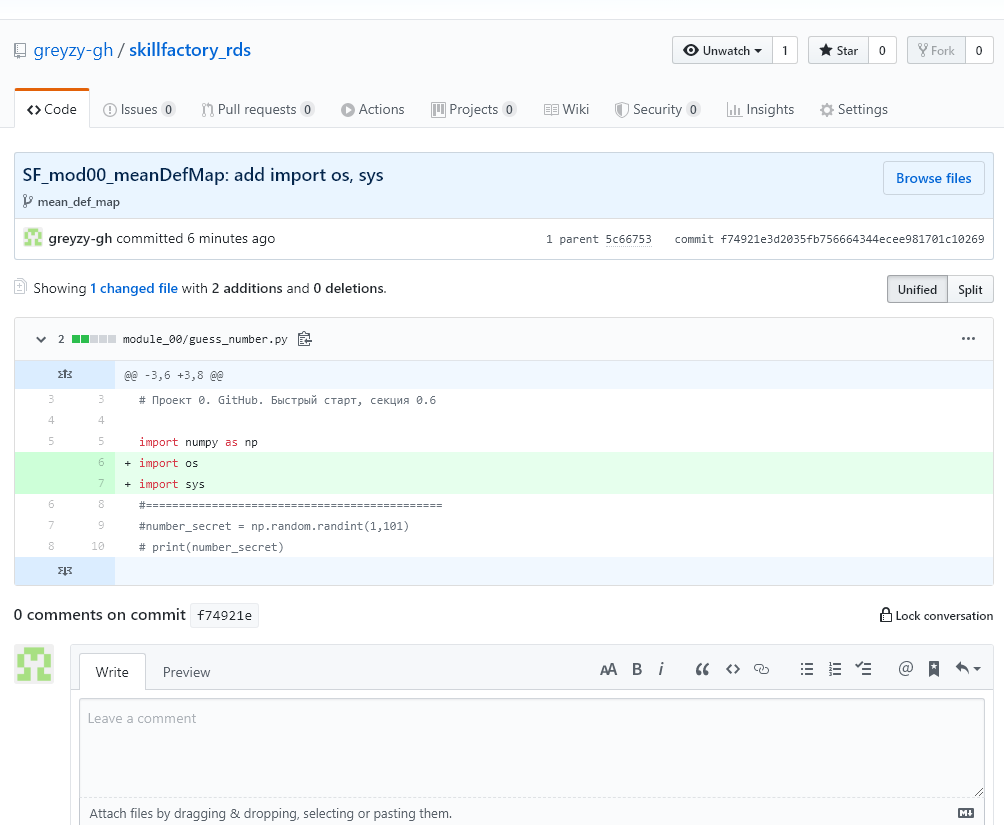 greyzy-gh / skillfactory_rds
Unwatch 1 Star 0 Fork 0
Code Issues 0 Pull requests 0 Actions Projects 0 Wiki Security 0 Insights Settings
SF_mod00_meanDefMap: add import os, sys
Browse files
mean_def_map
greyzy-gh committed 6 minutes ago
1 parent 5c66753 commit f74921e3d2035fb756664344ecee981701c10269
Showing 1 changed file with 2 additions and 0 deletions.
Unified Split
2 module_00/guess_number.py
@@ -3,6 +3,8 @@
3 3 # Проект 0. GitHub. Быстрый старт, секция 0.6
4 4
5 5 import numpy as np
6 + import os
7 + import sys
6 8 #=============================================
7 9 #number_secret = np.random.randint(1,101)
8 10 # print(number_secret)
0 comments on commit f74921e
Lock conversation
Write Preview
AA B i
Leave a comment
Attach files by dragging & dropping, selecting or pasting them.